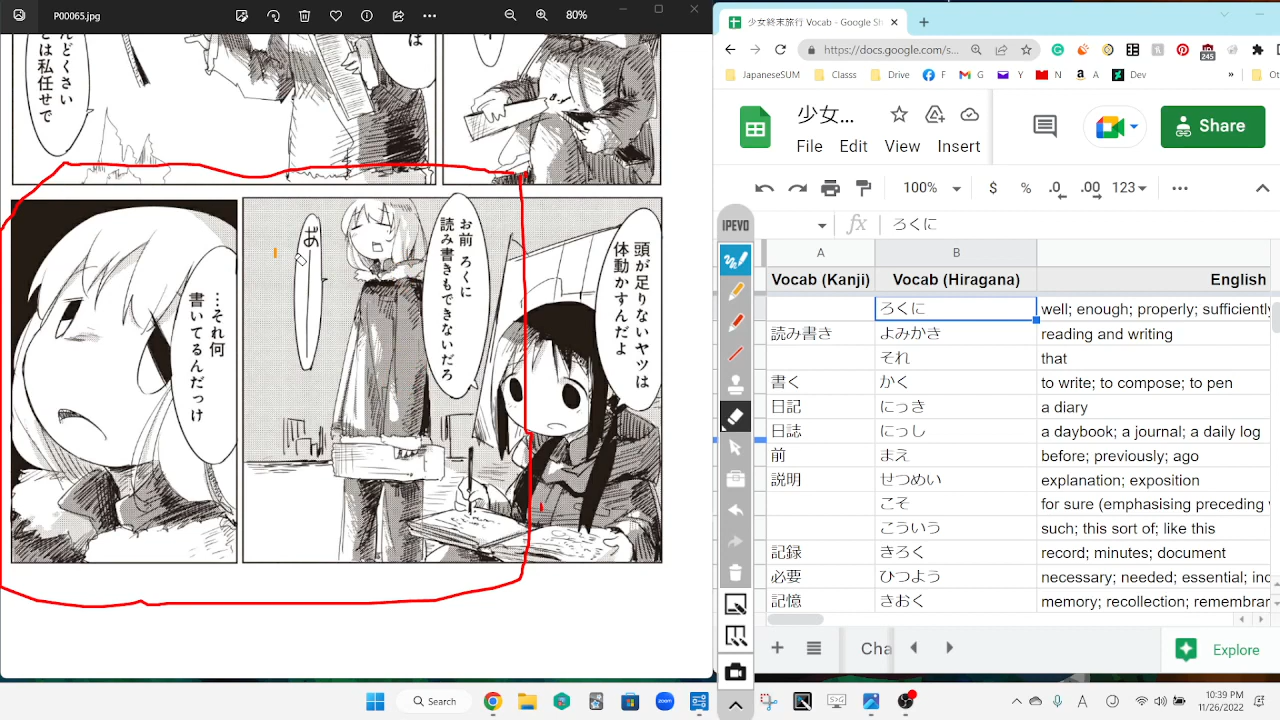 P00065.jpg
80%
んどくさい
とは私任せで
は
頭が足りないヤツは
体動かすんだよ
お前 ろくに
読み書きもできないだろ
あ
…それ何
書いてるんだっけ
少女終末旅行 Vocab - Google Sh
https://docs.google.com/s...
245
JapaneseSUM
Classs
Drive
F
G
Y
N
A
Dev
»
少女...
Share
File Edit View Insert
100%
$ % .0 .00 123
IPEVO
fx ろくに
A B
Vocab (Kanji) Vocab (Hiragana) English
ろくに well; enough; properly; sufficiently
読み書き よみかき reading and writing
それ that
書く かく to write; to compose; to pen
日記 にっき a diary
日誌 にっし a daybook; a journal; a daily log
前 まえ before; previously; ago
説明 せつめい explanation; exposition
こそ for sure (emphasising preceding
こういう such; this sort of; like this
記録 きろく record; minutes; document
必要 ひつよう necessary; needed; essential; ind
記憶 きおく memory; recollection; remembran
Cha
Explore
Search
zoom
10:39 PM
11/26/2022